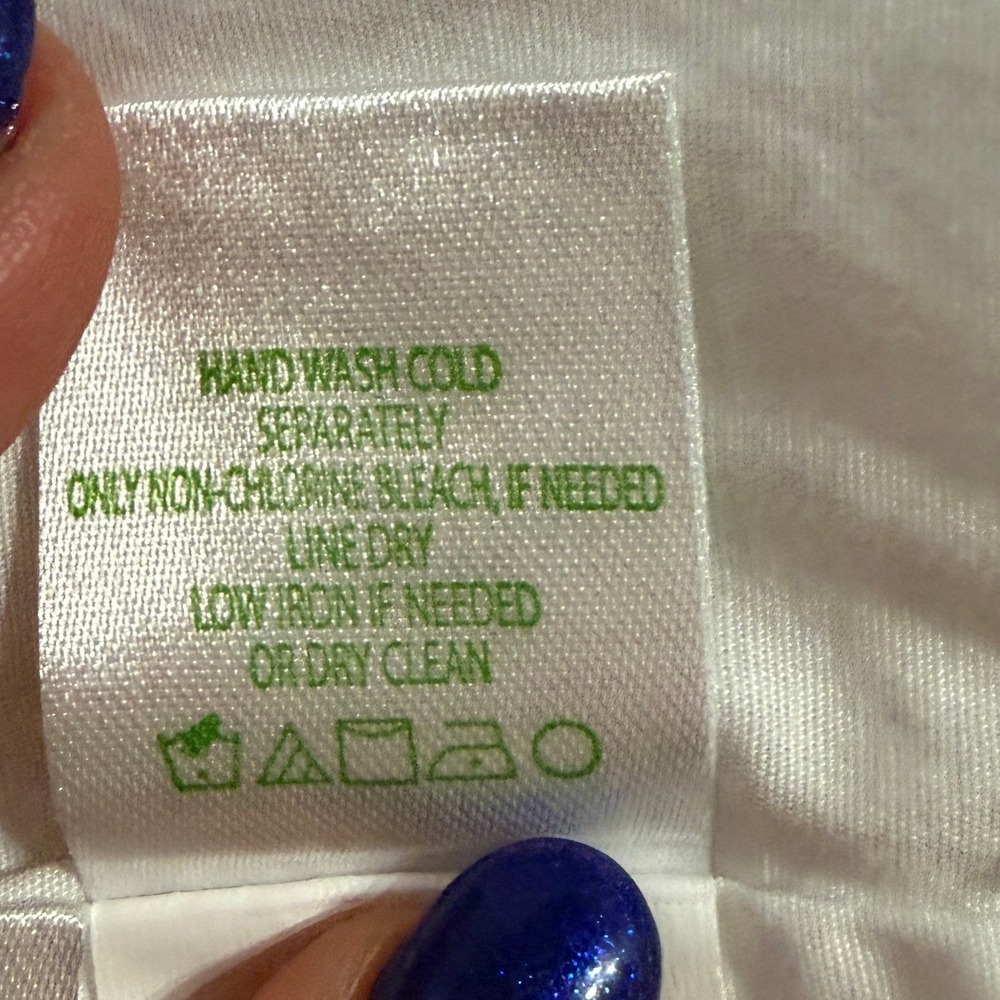 HAND WASH COLD
SEPARATELY
ONLY NON-CHLORINE BLEACH, IF NEEDED
LINE DRY
LOW IRON IF NEEDED
OR DRY CLEAN